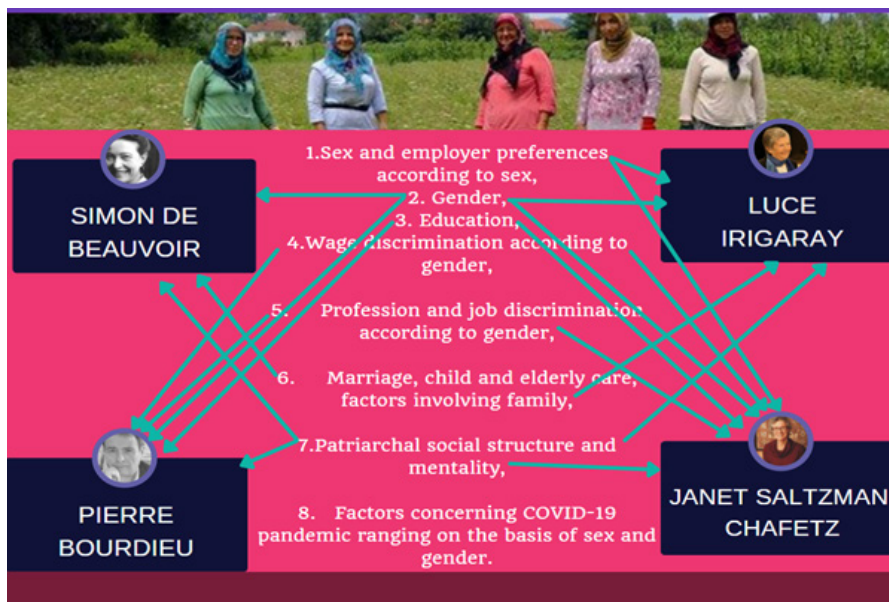 SIMON DE
BEAUVOIR
1.Sex and employer preferences
according to sex,
2. Gender,
3. Education,
4.Wage discrimination according to
gender,
5. Profession and job discrimination
according to gender,
6. Marriage, child and elderly care,
factors involving family,
7.Patriarchal social structure and
mentality,
8. Factors concerning COVID-19
pandemic ranging on the basis of sex and
gender.
LUCE
IRIGARAY
PIERRE
BOURDIEU
JANET SALTZMAN
CHAFETZ